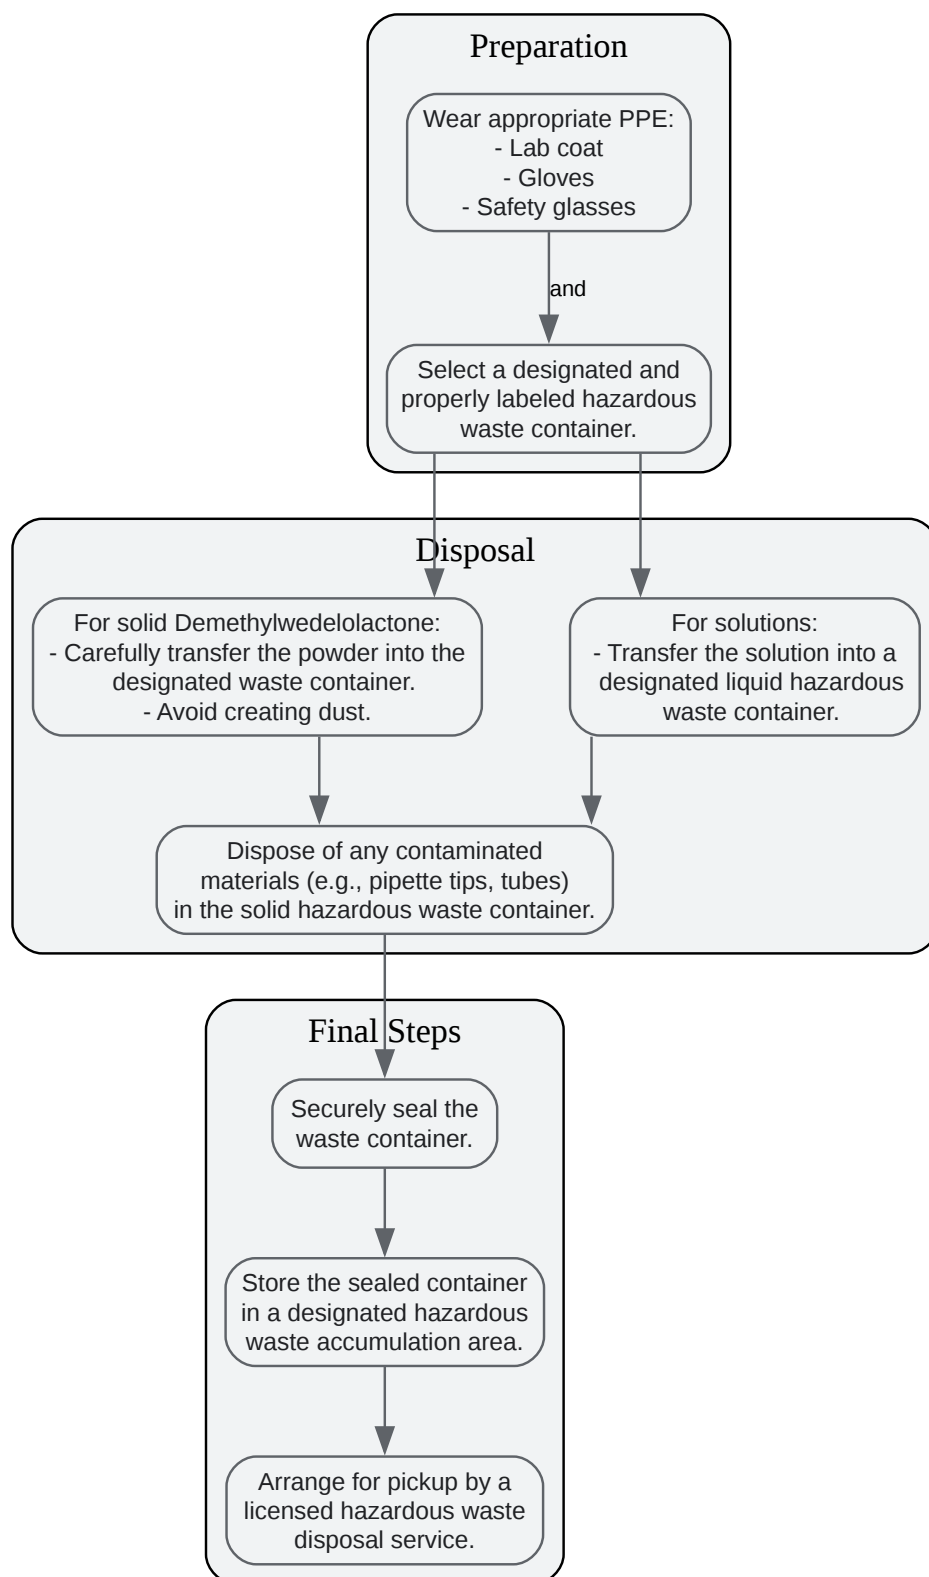 Preparation
Wear appropriate PPE:
- Lab coat
- Gloves
- Safety glasses
and
Select a designated and
properly labeled hazardous
waste container.
Disposal
For solid Demethylwedelolactone:
- Carefully transfer the powder into the
designated waste container.
- Avoid creating dust.
For solutions:
- Transfer the solution into a
designated liquid hazardous
waste container.
Dispose of any contaminated
materials (e.g., pipette tips, tubes)
in the solid hazardous waste container.
Final Steps
Securely seal the
waste container.
Store the sealed container
in a designated hazardous
waste accumulation area.
Arrange for pickup by a
licensed hazardous waste
disposal service.